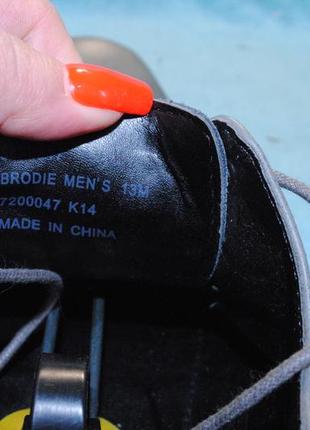 BRODIE MEN'S 13M
7200047 K14
MADE IN CHINA